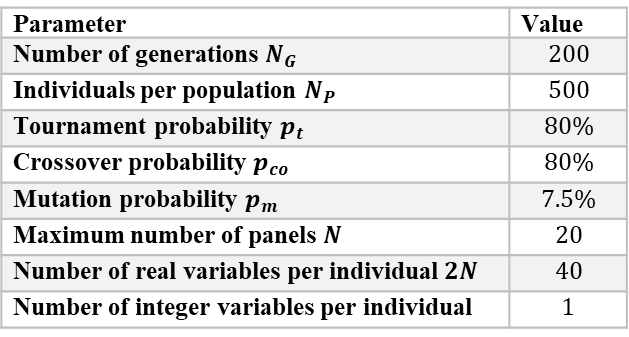 Parameter Value
Number of generations N_G 200
Individuals per population N_P 500
Tournament probability p_t 80%
Crossover probability p_co 80%
Mutation probability p_m 7.5%
Maximum number of panels N 20
Number of real variables per individual 2N 40
Number of integer variables per individual 1